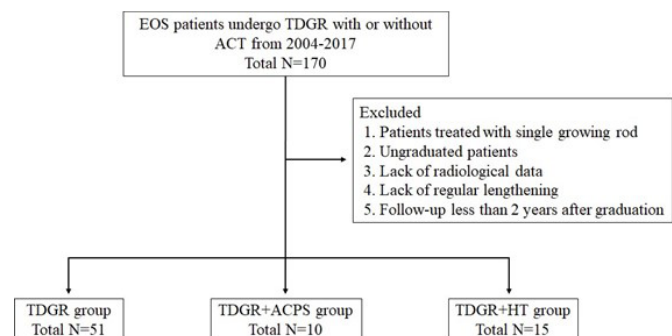 EOS patients undergo TDGR with or without
ACT from 2004-2017
Total N=170
Excluded
1. Patients treated with single growing rod
2. Ungraduated patients
3. Lack of radiological data
4. Lack of regular lengthening
5. Follow-up less than 2 years after graduation
TDGR group
Total N=51
TDGR+ACPS group
Total N=10
TDGR+HT group
Total N=15